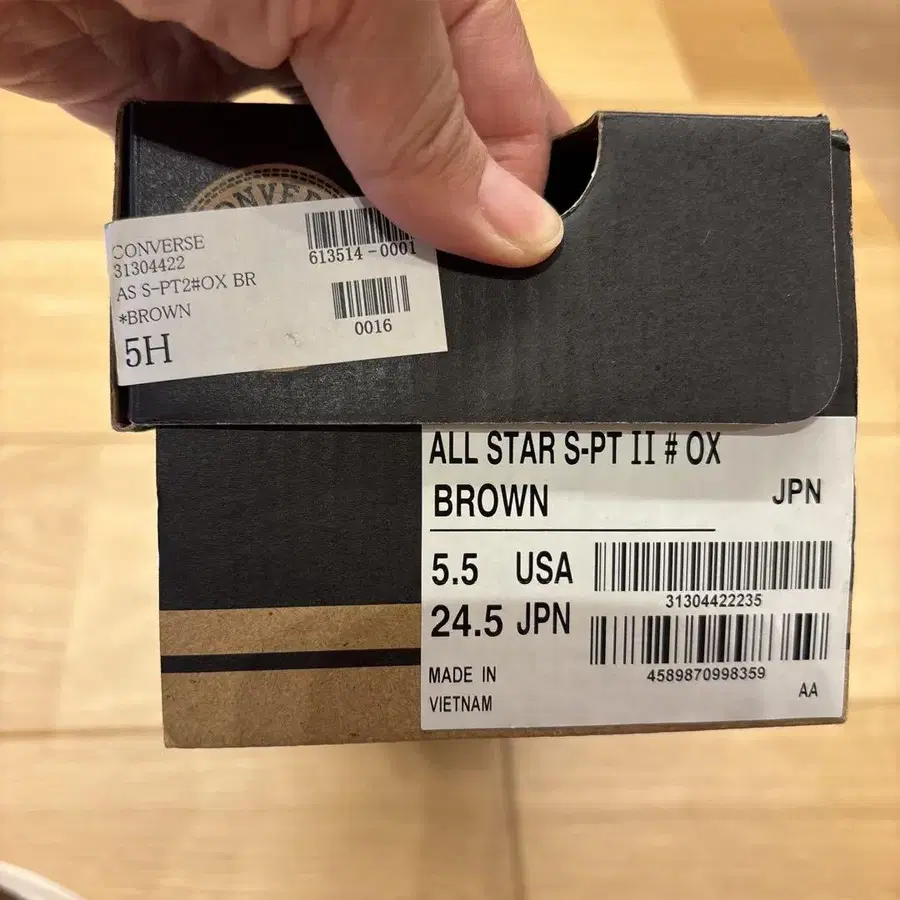 CONVERSE
CONVERSE
31304422
AS S-PT2#OX BR
*BROWN
5H
613514-0001
0016
ALL STAR S-PT II # OX
BROWN
JPN
5.5 USA
31304422235
24.5 JPN
4589870998359
MADE IN
VIETNAM
AA